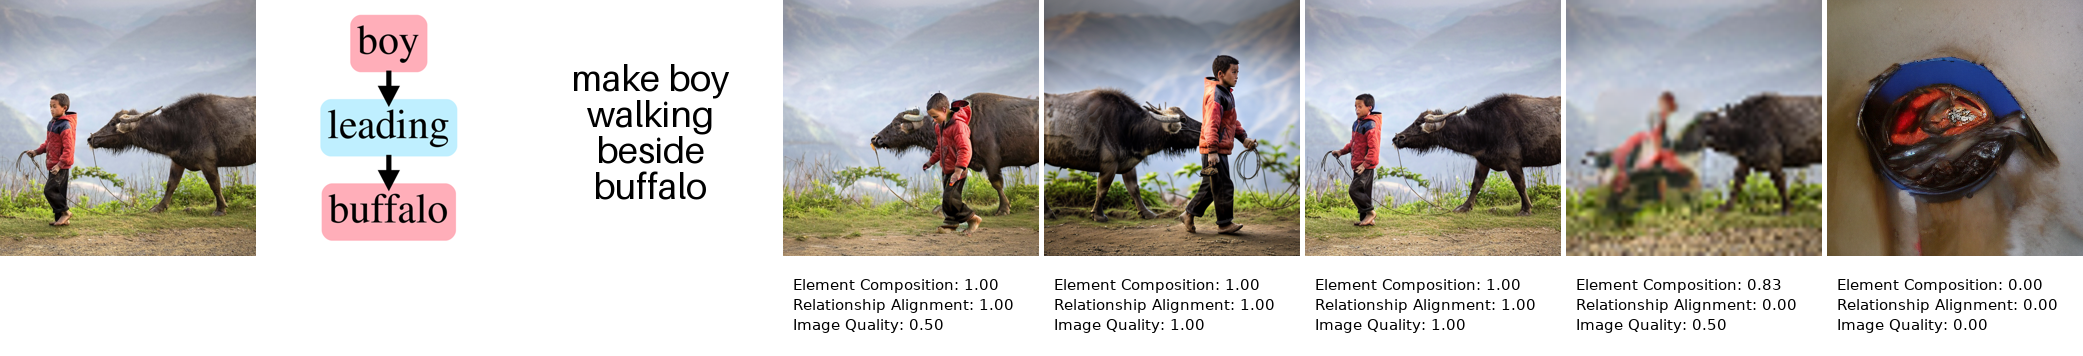 boy
leading
buffalo
make boy
walking
beside
buffalo
Element Composition: 1.00
Relationship Alignment: 1.00
Image Quality: 0.50
Element Composition: 1.00
Relationship Alignment: 1.00
Image Quality: 1.00
Element Composition: 1.00
Relationship Alignment: 1.00
Image Quality: 1.00
Element Composition: 0.83
Relationship Alignment: 0.00
Image Quality: 0.50
Element Composition: 0.00
Relationship Alignment: 0.00
Image Quality: 0.00